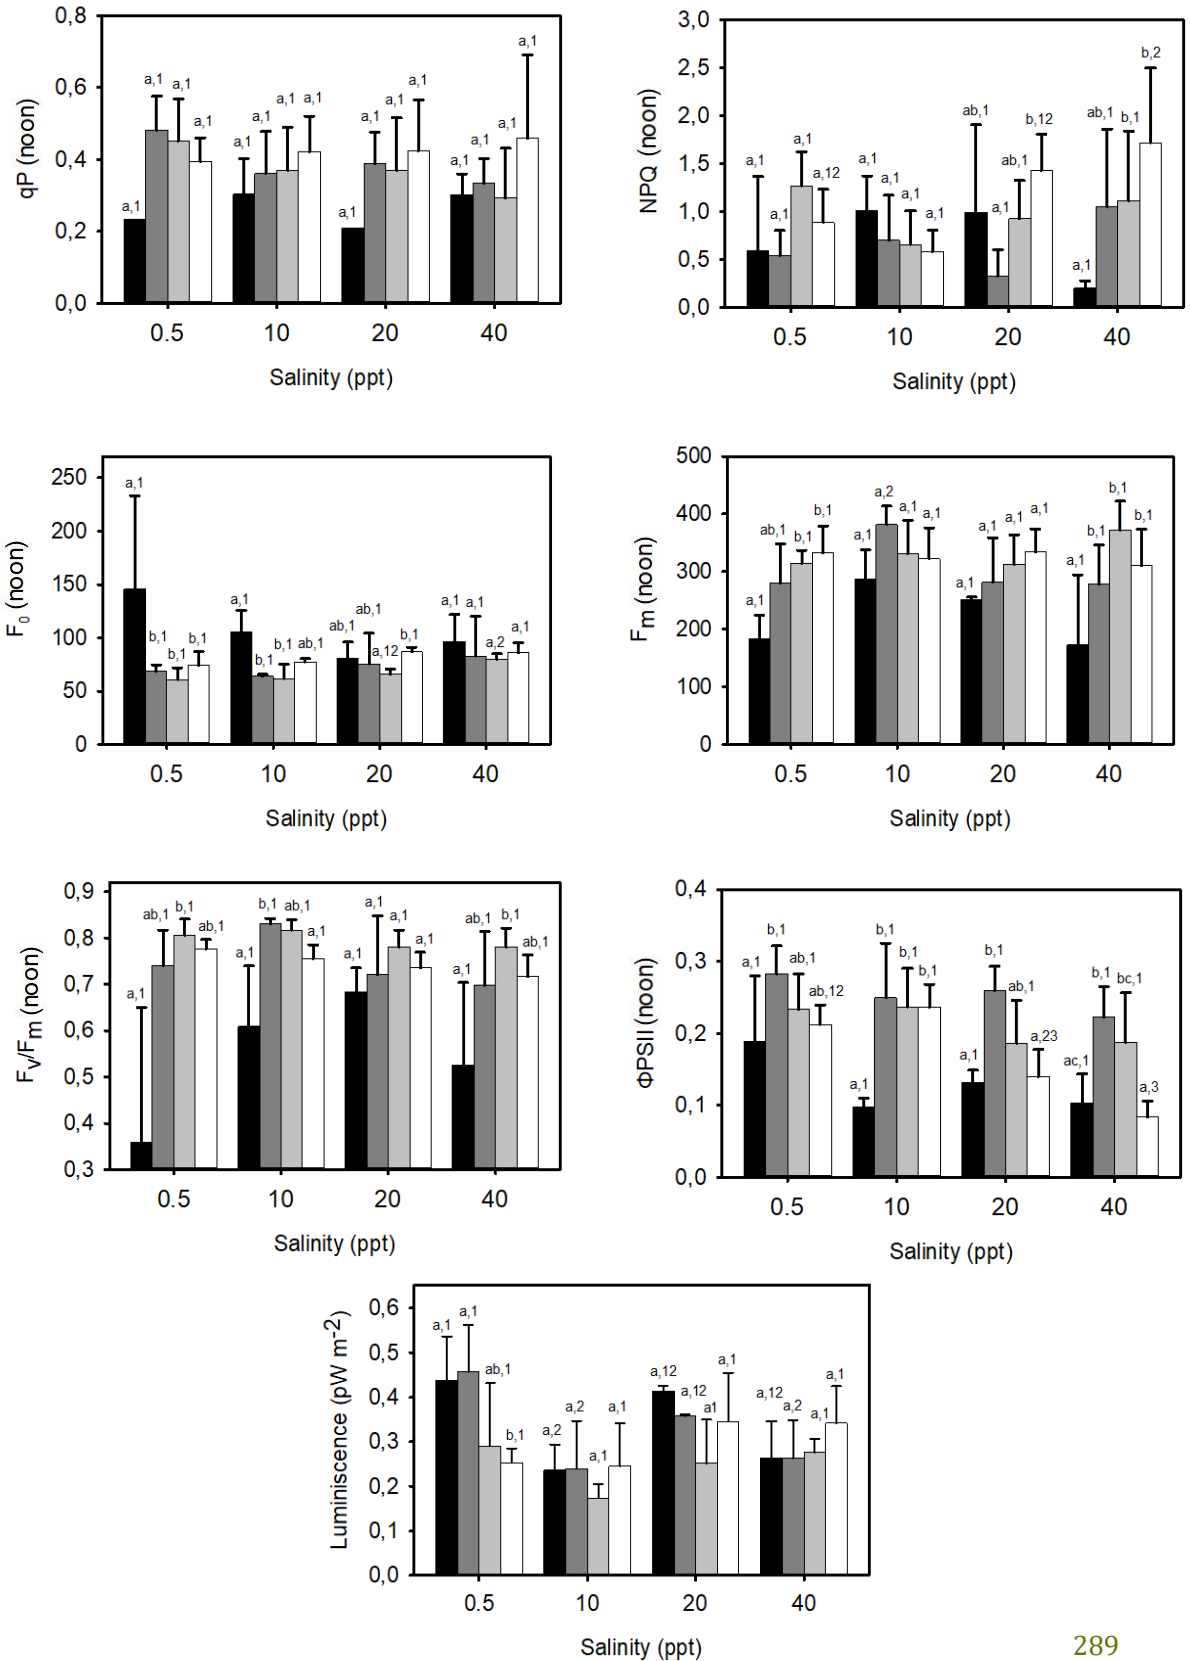 0,8
0,6
0,4
0,2
0,0
qP (noon)
a,1 a,1 a,1 a,1 a,1 a,1 a,1 a,1 a,1 a,1 a,1 a,1 a,1 a,1 a,1 a,1
0.5 10 20 40
Salinity (ppt)
3,0
2,5
2,0
1,5
1,0
0,5
0,0
NPQ (noon)
a,1 a,1 a,1 a,12 a,1 a,1 a,1 a,1 ab,1 a,1 ab,1 b,12 a,1 ab,1 b,1 b,2
0.5 10 20 40
Salinity (ppt)
250
200
150
100
50
0
F0 (noon)
a,1 b,1 b,1 b,1 a,1 b,1 b,1 ab,1 ab,1 ab,1 a,12 b,1 a,1 a,1 a,2 a,1
0.5 10 20 40
Salinity (ppt)
500
400
300
200
100
0
Fm (noon)
a,1 ab,1 b,1 b,1 a,1 a,2 a,1 a,1 a,1 a,1 a,1 a,1 a,1 b,1 b,1 b,1
0.5 10 20 40
Salinity (ppt)
0,9
0,8
0,7
0,6
0,5
0,4
0,3
Fv/Fm (noon)
a,1 ab,1 b,1 ab,1 a,1 b,1 ab,1 a,1 a,1 a,1 a,1 a,1 ab,1 b,1 ab,1
0.5 10 20 40
Salinity (ppt)
0,4
0,3
0,2
0,1
0,0
ΦPSII (noon)
a,1 b,1 ab,1 ab,12 a,1 b,1 b,1 b,1 a,1 b,1 ab,1 a,23 ac,1 b,1 bc,1 a,3
0.5 10 20 40
Salinity (ppt)
0,6
0,5
0,4
0,3
0,2
0,1
0,0
Luminiscence (pW m-2)
a,1 a,1 ab,1 b,1 a,2 a,2 a,1 a,1 a,12 a,12 a1 a,1 a,12 a,2 a,1 a,1
0.5 10 20 40
Salinity (ppt)
289